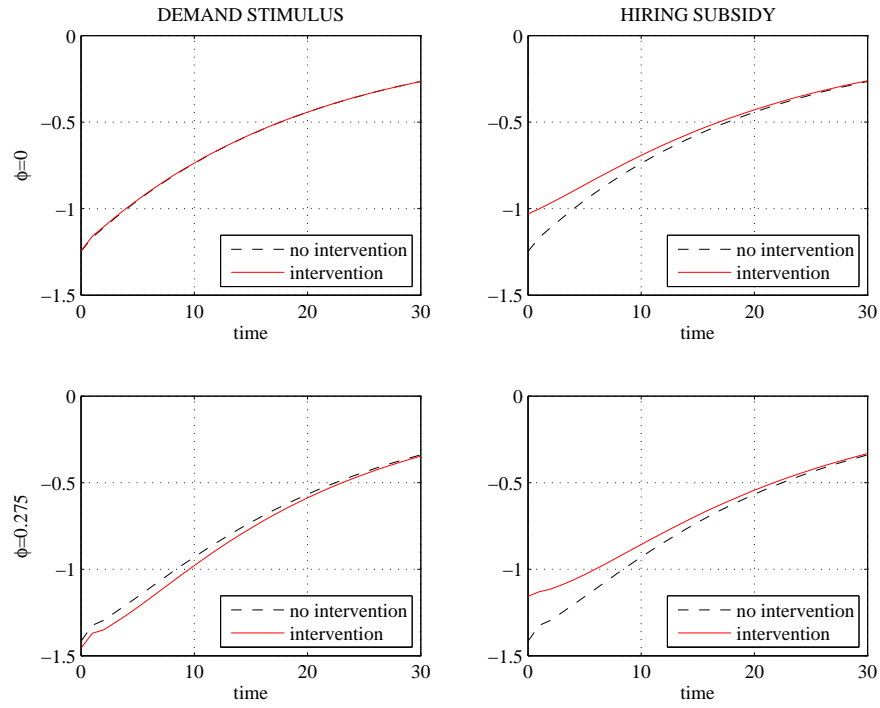 DEMAND STIMULUS
0
−0.5
−1
−1.5
0
10
20
30
time
ϕ=0
no intervention
intervention
HIRING SUBSIDY
0
−0.5
−1
−1.5
0
10
20
30
time
no intervention
intervention
0
−0.5
−1
−1.5
0
10
20
30
time
ϕ=0.275
no intervention
intervention
0
−0.5
−1
−1.5
0
10
20
30
time
no intervention
intervention